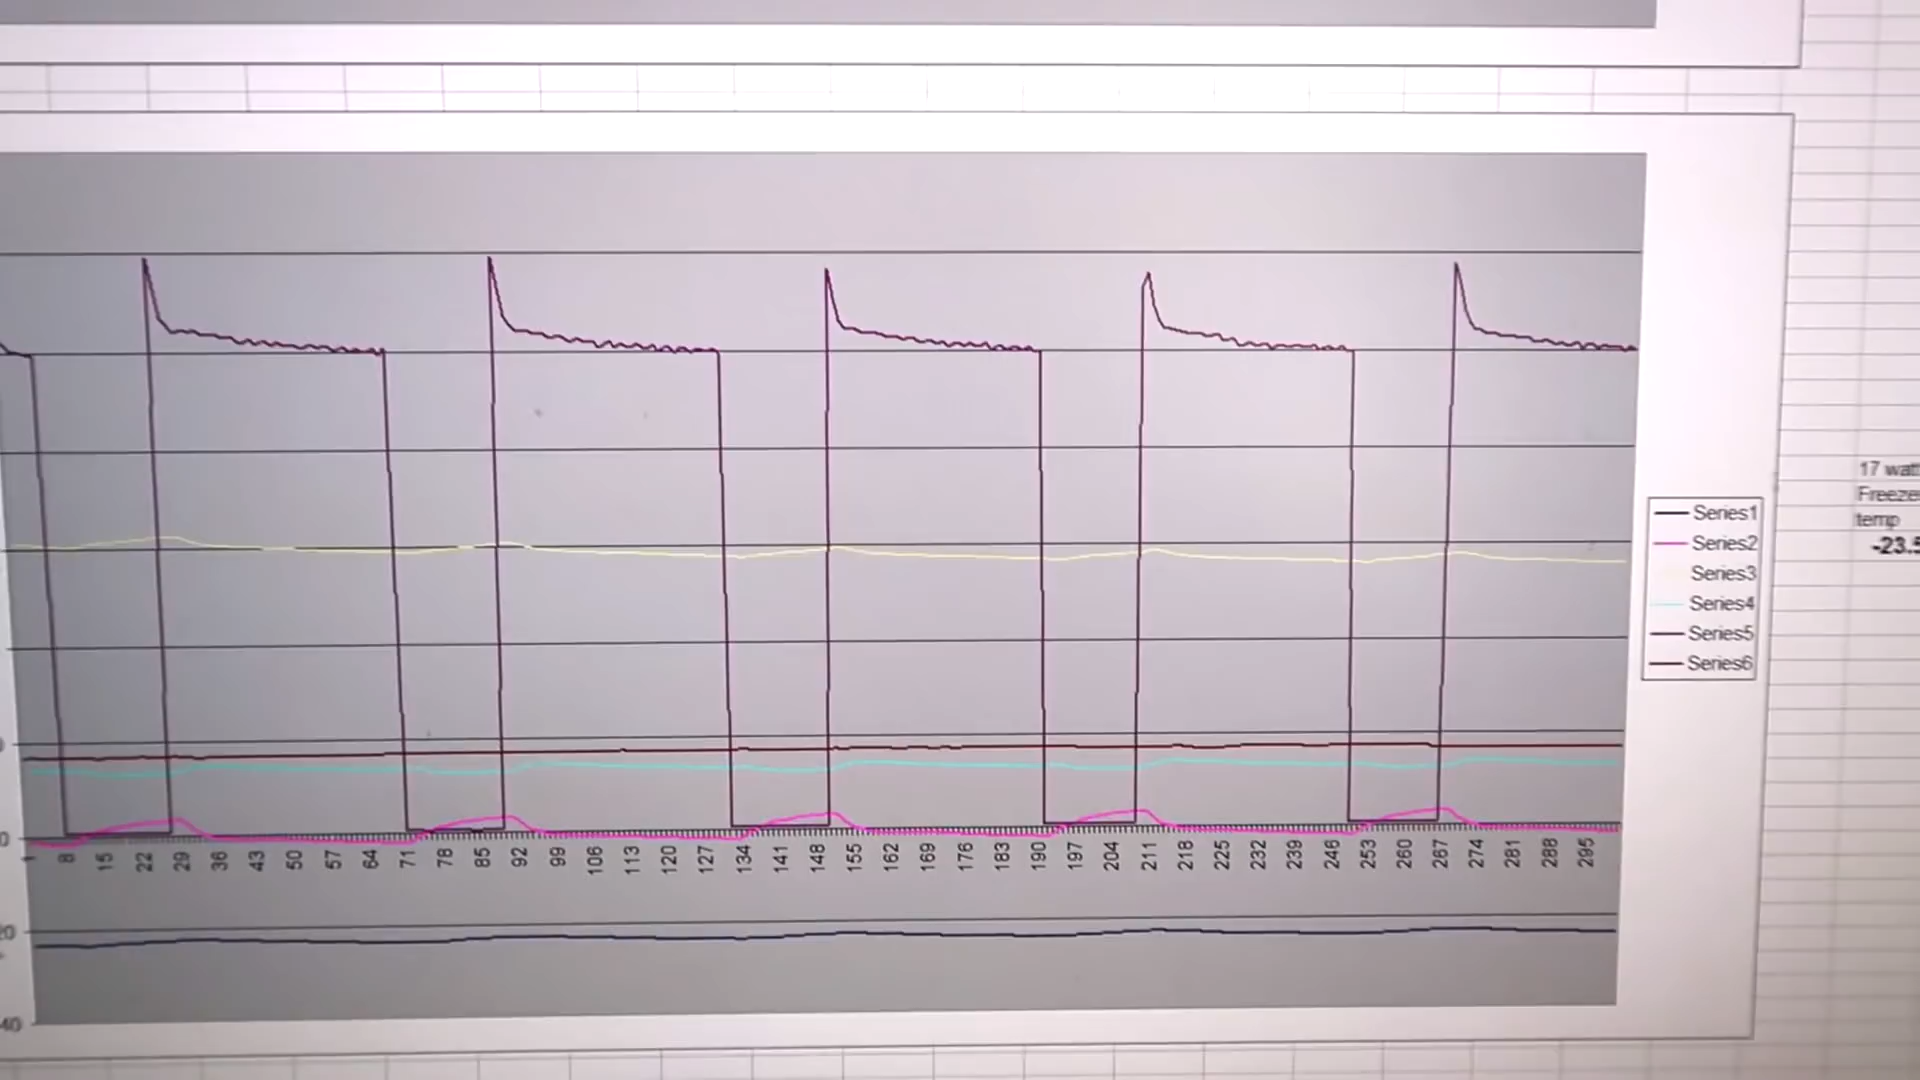 Series1
Series2
Series3
Series4
Series5
Series6
17 watt
Freezer
temp
-23.5
0
1 8 15 22 29 36 43 50 57 64 71 78 85 92 99 106 113 120 127 134 141 148 155 162 169 176 183 190 197 204 211 218 225 232 239 246 253 260 267 274 281 288 295
20
40